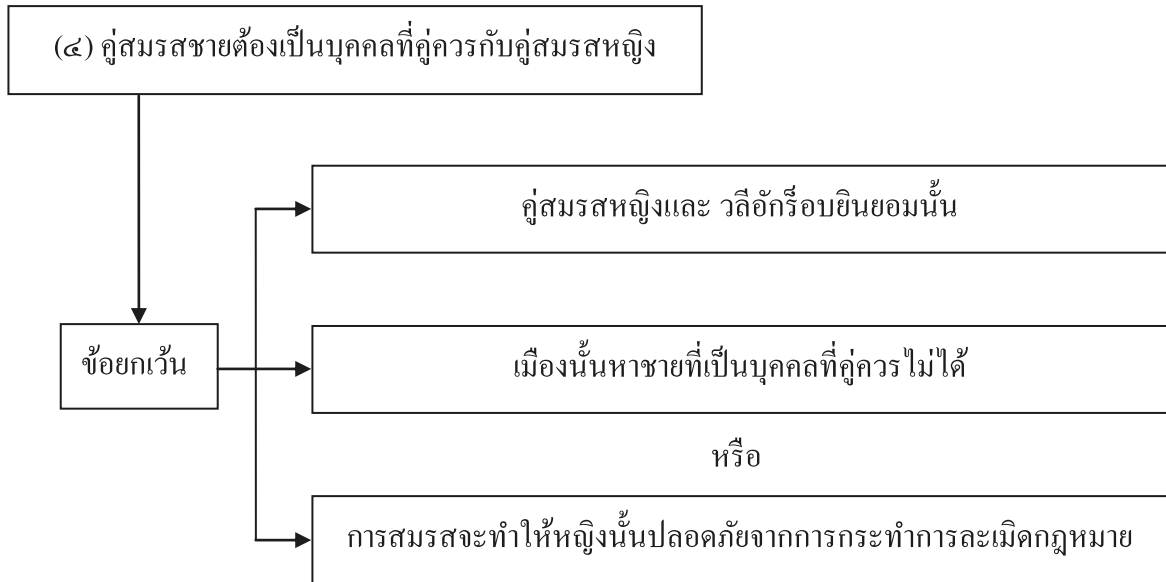 (๔) คู่สมรสชายต้องเป็นบุคคลที่คู่ควรกับคู่สมรสหญิง
คู่สมรสหญิงและ วลีอักร็อบยินยอมนั้น
ข้อยกเว้น
เมืองนั้นหาชายที่เป็นบุคคลที่คู่ควรไม่ได้
หรือ
การสมรสจะทำให้หญิงนั้นปลอดภัยจากการกระทำการละเมิดกฎหมาย